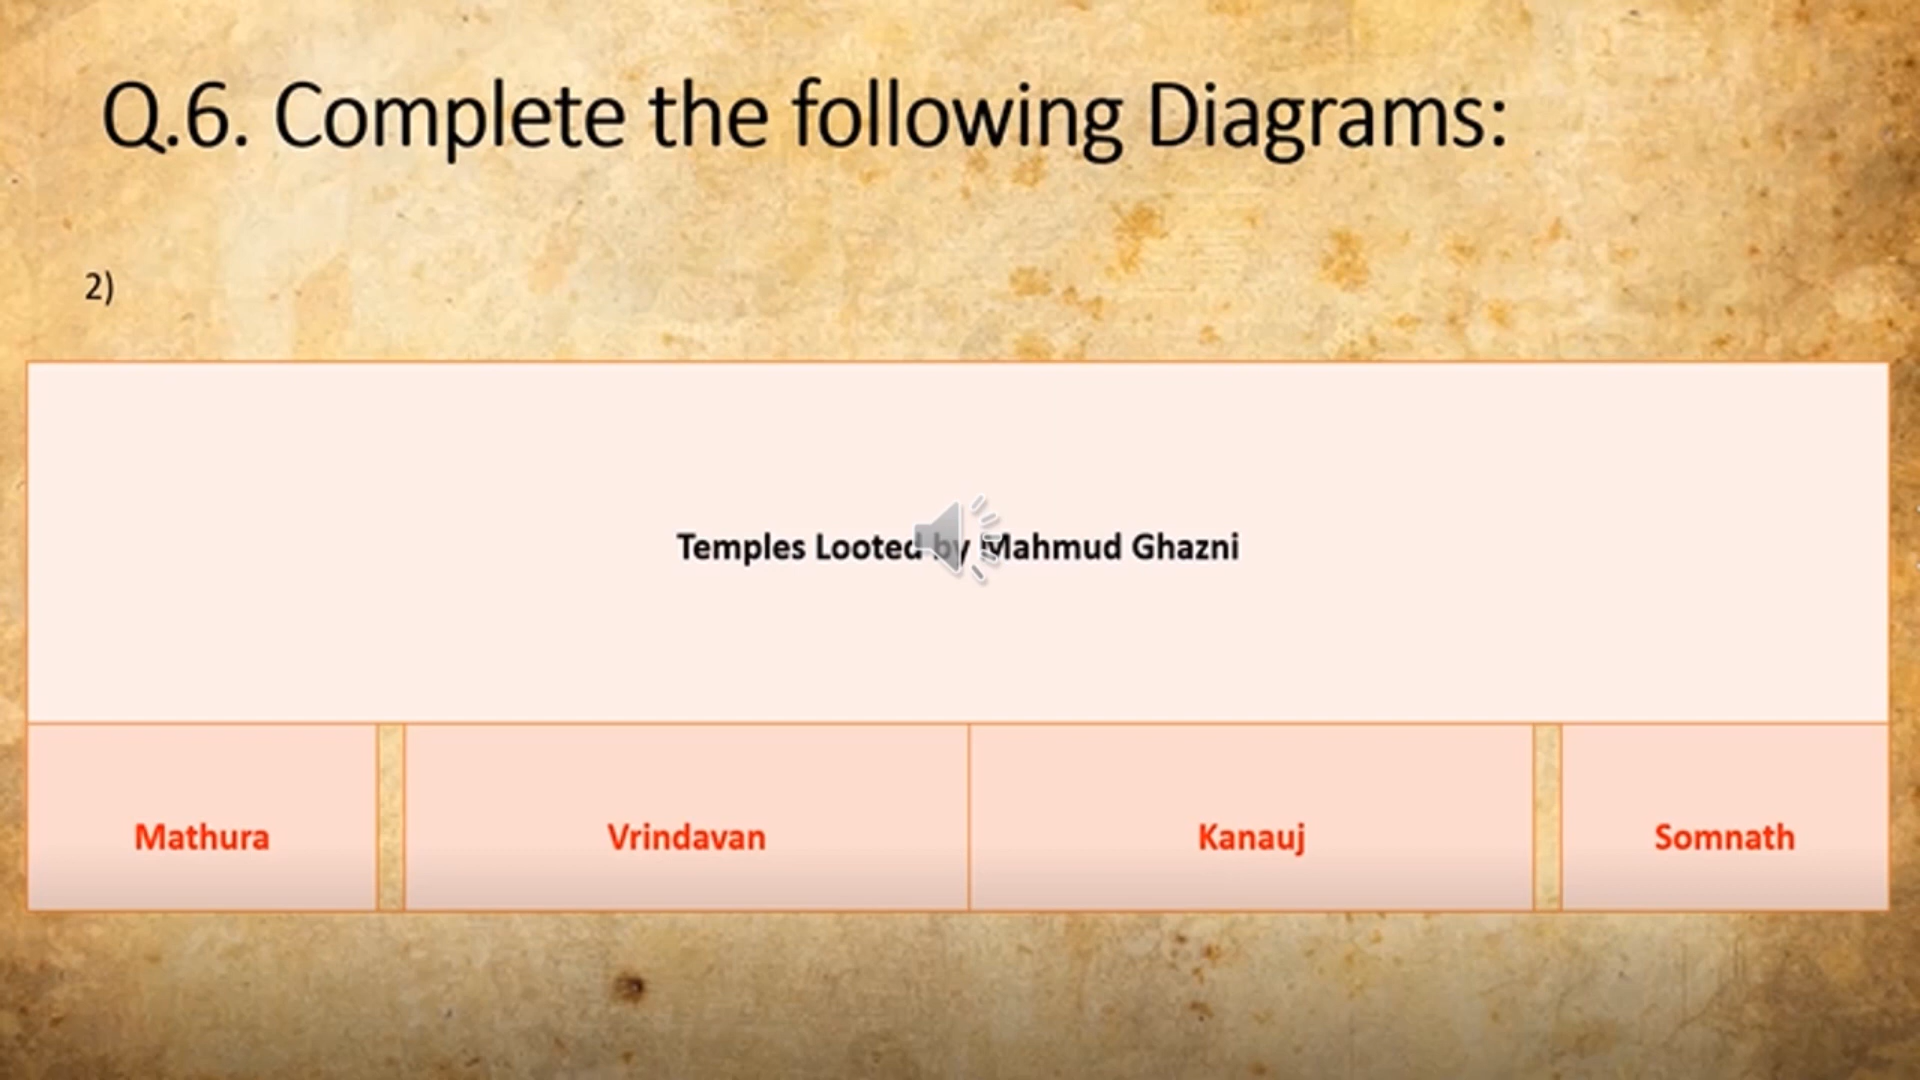 Q.6. Complete the following Diagrams:
2)
Temples Looted by Mahmud Ghazni
Mathura
Vrindavan
Kanauj
Somnath